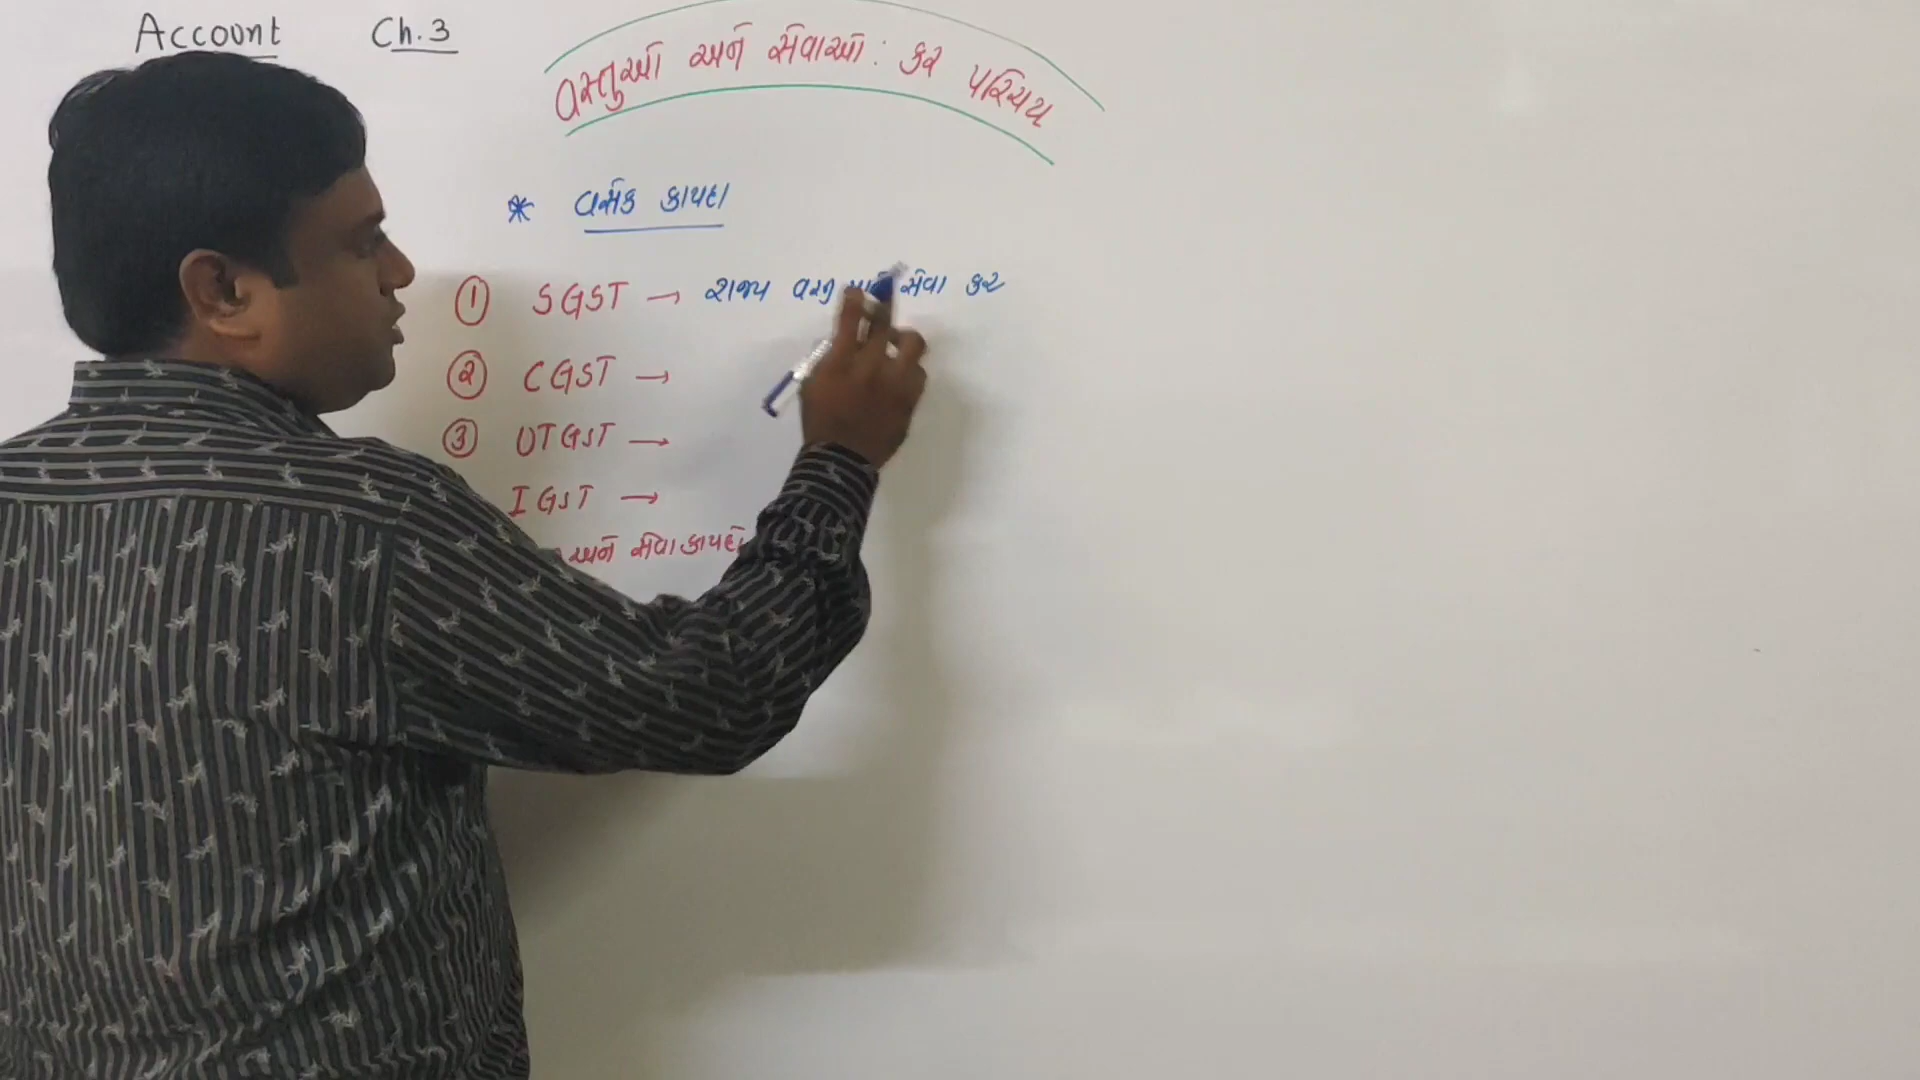 Account Ch.3
વસ્તુઓ અને સેવાઓ : કર પરિચય
* વર્સક કાયદા
① SGST → રાજ્ય વસ્તુ સેવા કર
② CGST →
③ UTGST →
IGST →
અને સેવા કાયદો